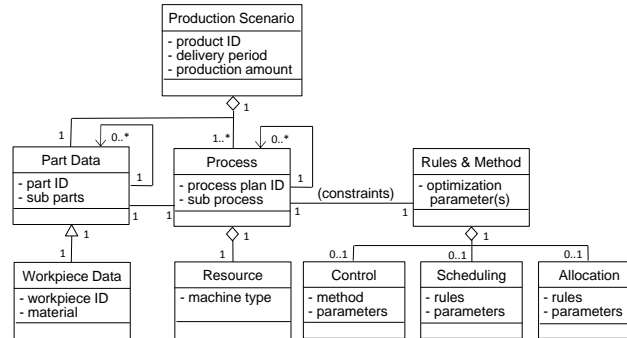 Production Scenario
- product ID
- delivery period
- production amount
1
1
1..*
0..*
0..*
Part Data
- part ID
- sub parts
1
1
1
1
Process
- process plan ID
- sub process
1
1
1
(constraints)
1
Rules & Method
- optimization
parameter(s)
1
0..1
0..1
0..1
1
1
Workpiece Data
- workpiece ID
- material
Resource
- machine type
Control
- method
- parameters
Scheduling
- rules
- parameters
Allocation
- rules
- parameters